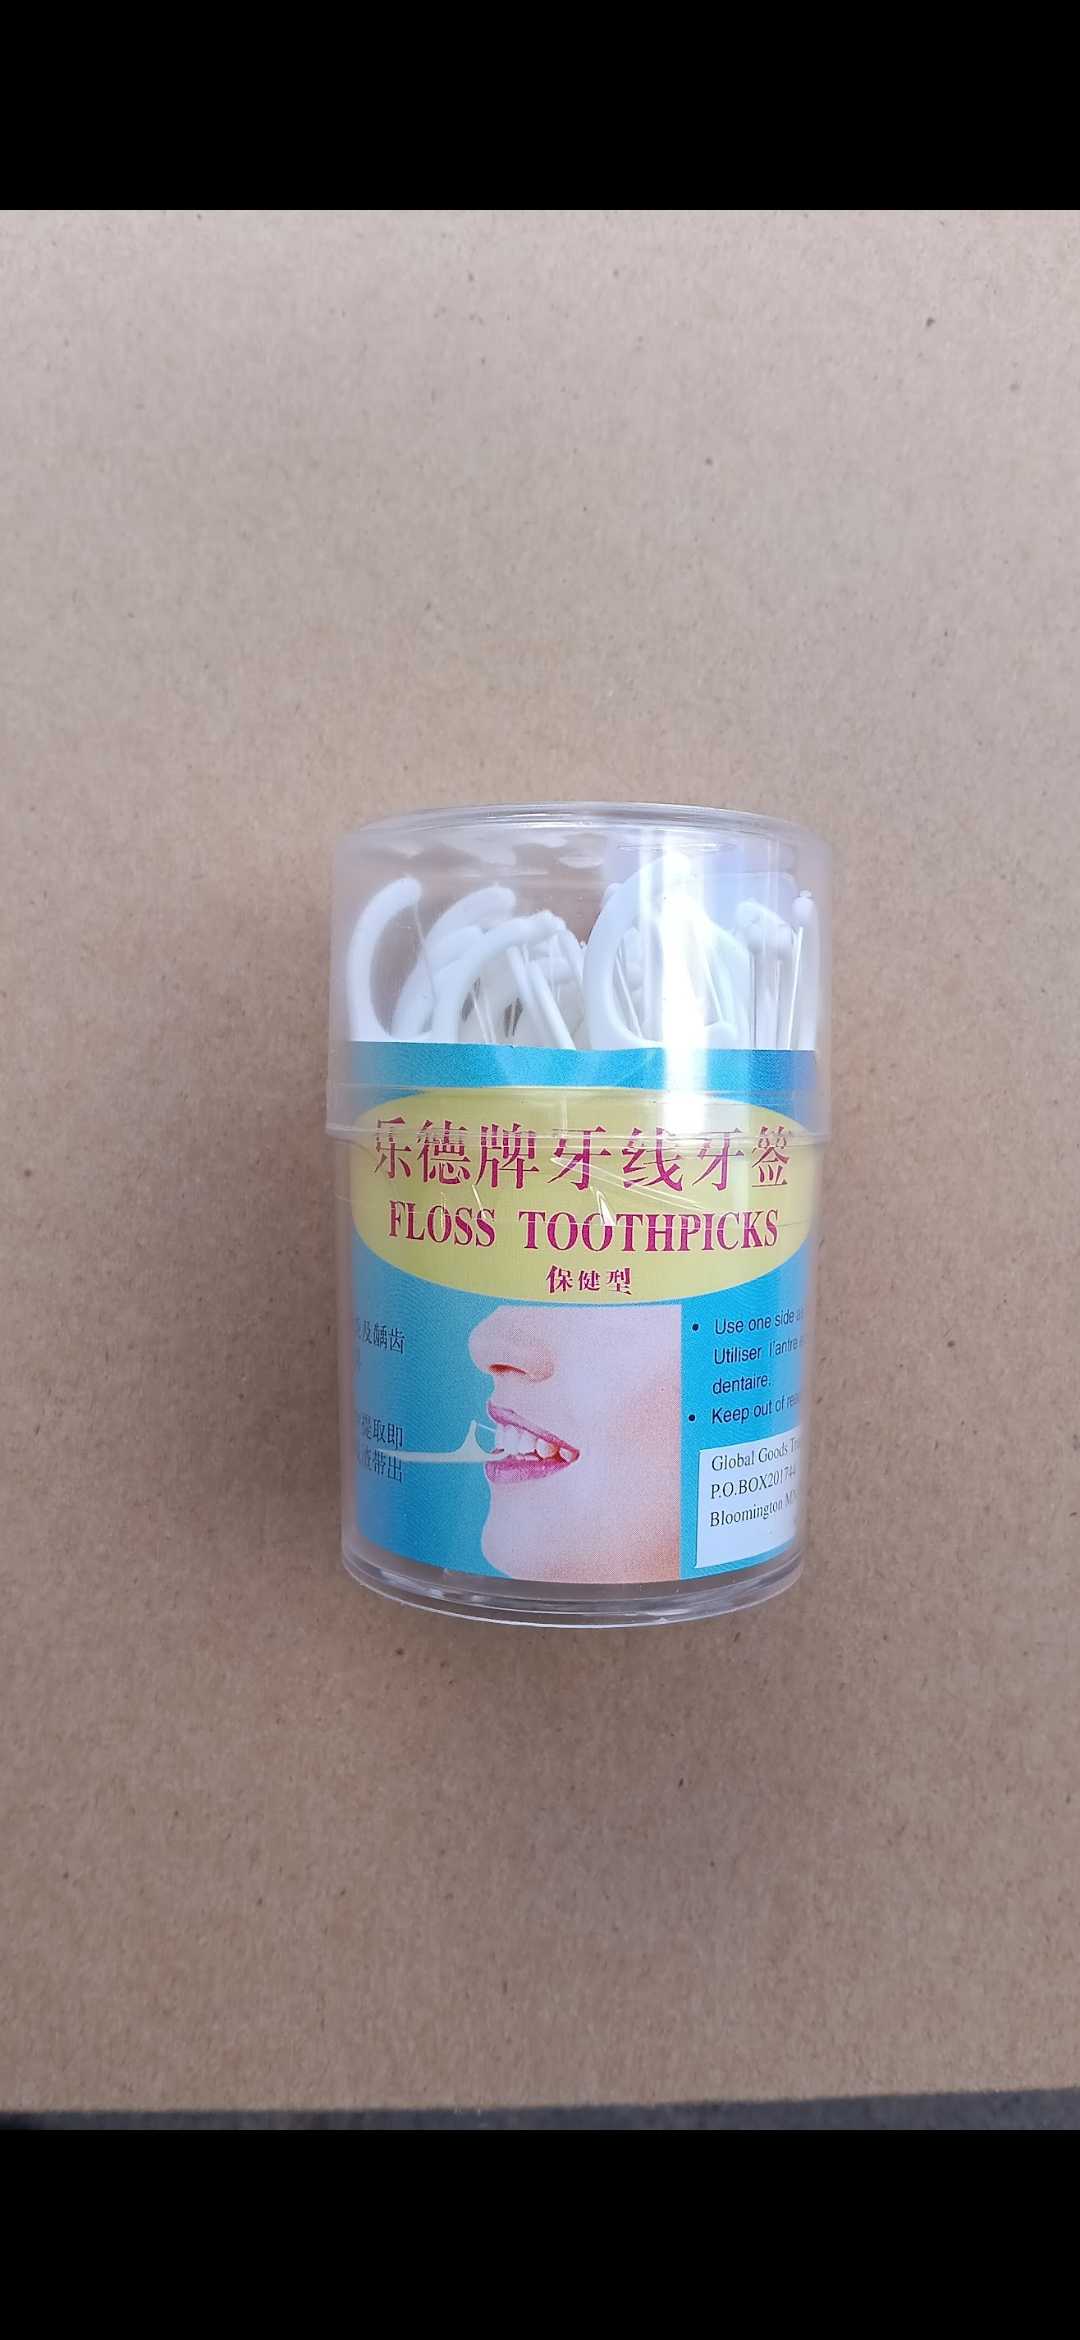 乐德牌牙线牙签
FLOSS TOOTHPICKS
保健型
及龋齿
提取即
带出
• Use one side
Utiliser l'antre
dentaire.
• Keep out of
Global Goods
P.O.BOX201744
Bloomington